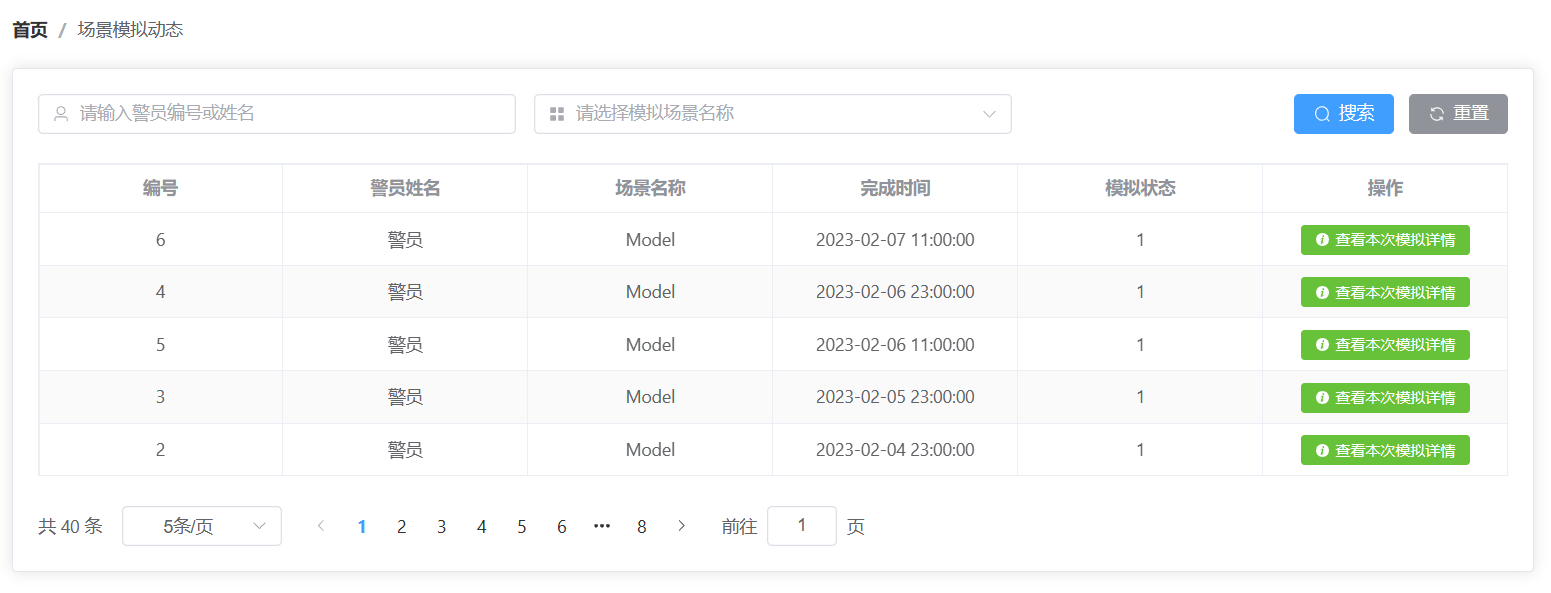 首页 / 场景模拟动态
请输入警员编号或姓名 请选择模拟场景名称 搜索 重置
编号 警员姓名 场景名称 完成时间 模拟状态 操作
6 警员 Model 2023-02-07 11:00:00 1 查看本次模拟详情
4 警员 Model 2023-02-06 23:00:00 1 查看本次模拟详情
5 警员 Model 2023-02-06 11:00:00 1 查看本次模拟详情
3 警员 Model 2023-02-05 23:00:00 1 查看本次模拟详情
2 警员 Model 2023-02-04 23:00:00 1 查看本次模拟详情
共 40 条 5条/页 1 2 3 4 5 6 ••• 8 前往 1 页